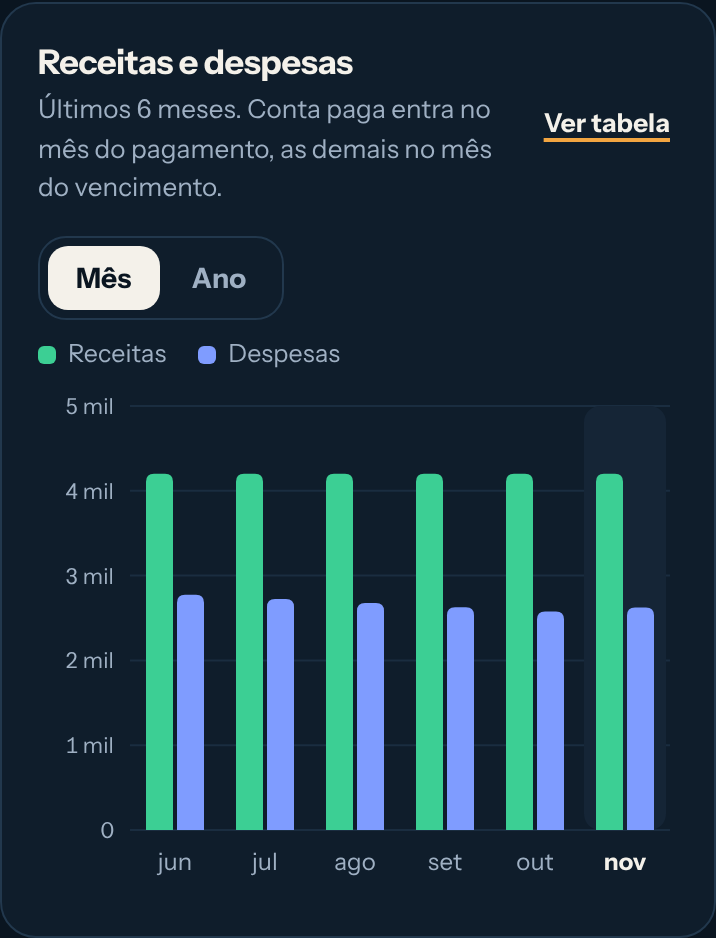 Receitas e despesas
Últimos 6 meses. Conta paga entra no
mês do pagamento, as demais no mês
do vencimento.
Ver tabela
Mês
Ano
Receitas
Despesas
5 mil
4 mil
3 mil
2 mil
1 mil
0
jun
jul
ago
set
out
nov